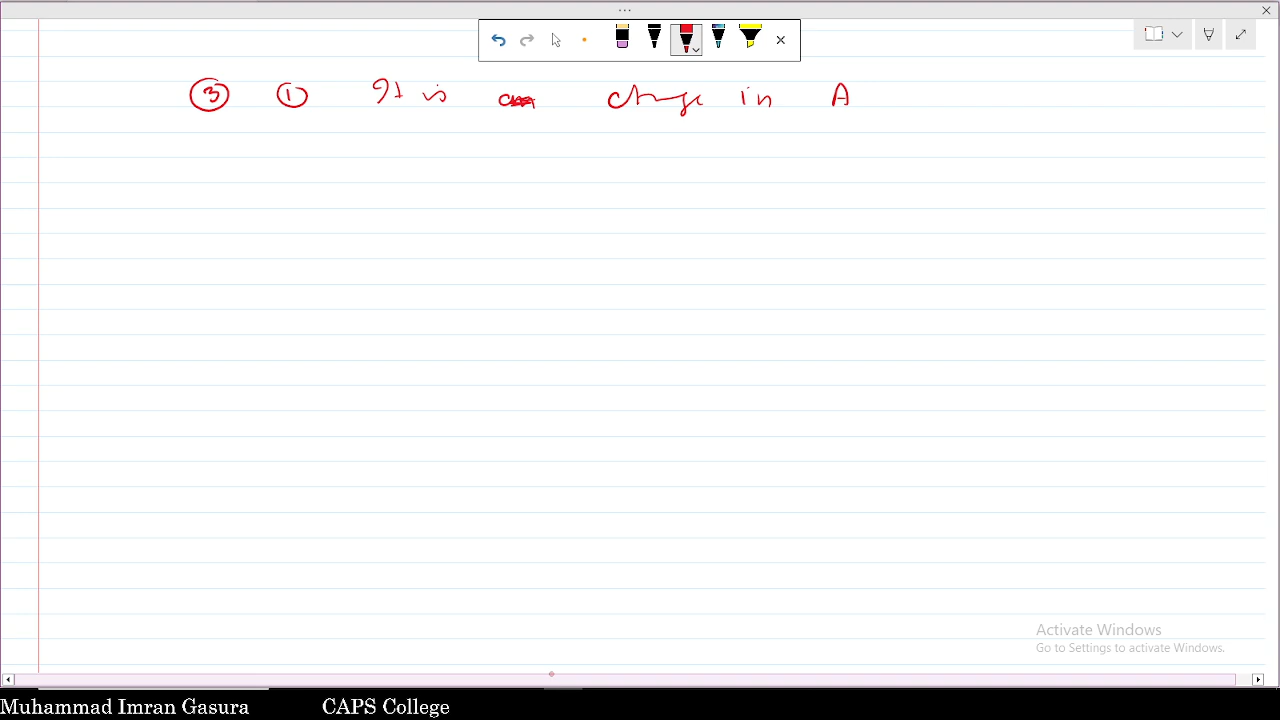 ③ ① It is change in A
Activate Windows
Go to Settings to activate Windows.
Muhammad Imran Gasura CAPS College